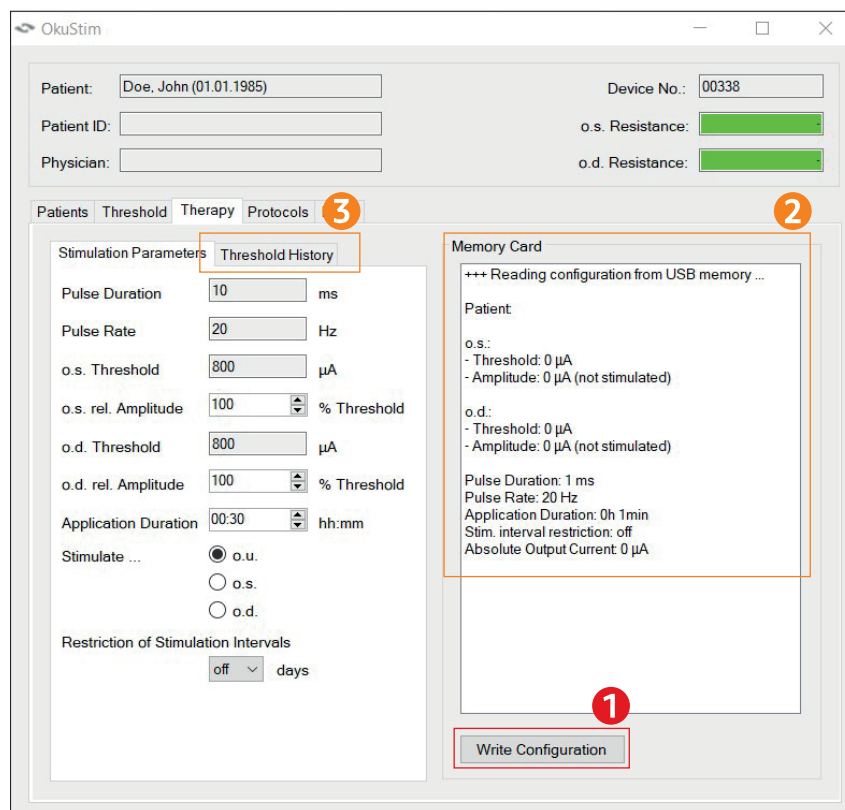 OkuStim
Patient: Doe, John (01.01.1985)
Device No.: 00338
Patient ID:
o.s. Resistance: -
Physician:
o.d. Resistance: -
Patients Threshold Therapy Protocols
3
2
Stimulation Parameters Threshold History
Pulse Duration 10 ms
Pulse Rate 20 Hz
o.s. Threshold 800 µA
o.s. rel. Amplitude 100 % Threshold
o.d. Threshold 800 µA
o.d. rel. Amplitude 100 % Threshold
Application Duration 00:30 hh:mm
Stimulate ... o.u.
o.s.
o.d.
Restriction of Stimulation Intervals
off days
Memory Card
+++ Reading configuration from USB memory ...
Patient:
o.s.:
- Threshold: 0 µA
- Amplitude: 0 µA (not stimulated)
o.d.:
- Threshold: 0 µA
- Amplitude: 0 µA (not stimulated)
Pulse Duration: 1 ms
Pulse Rate: 20 Hz
Application Duration: 0h 1min
Stim. interval restriction: off
Absolute Output Current: 0 µA
1
Write Configuration